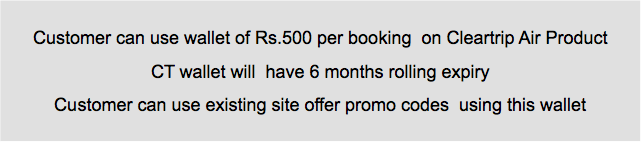 Customer can use wallet of Rs.500 per booking  on Cleartrip Air Product
CT wallet will  have 6 months rolling expiry
Customer can use existing site offer promo codes  using this wallet